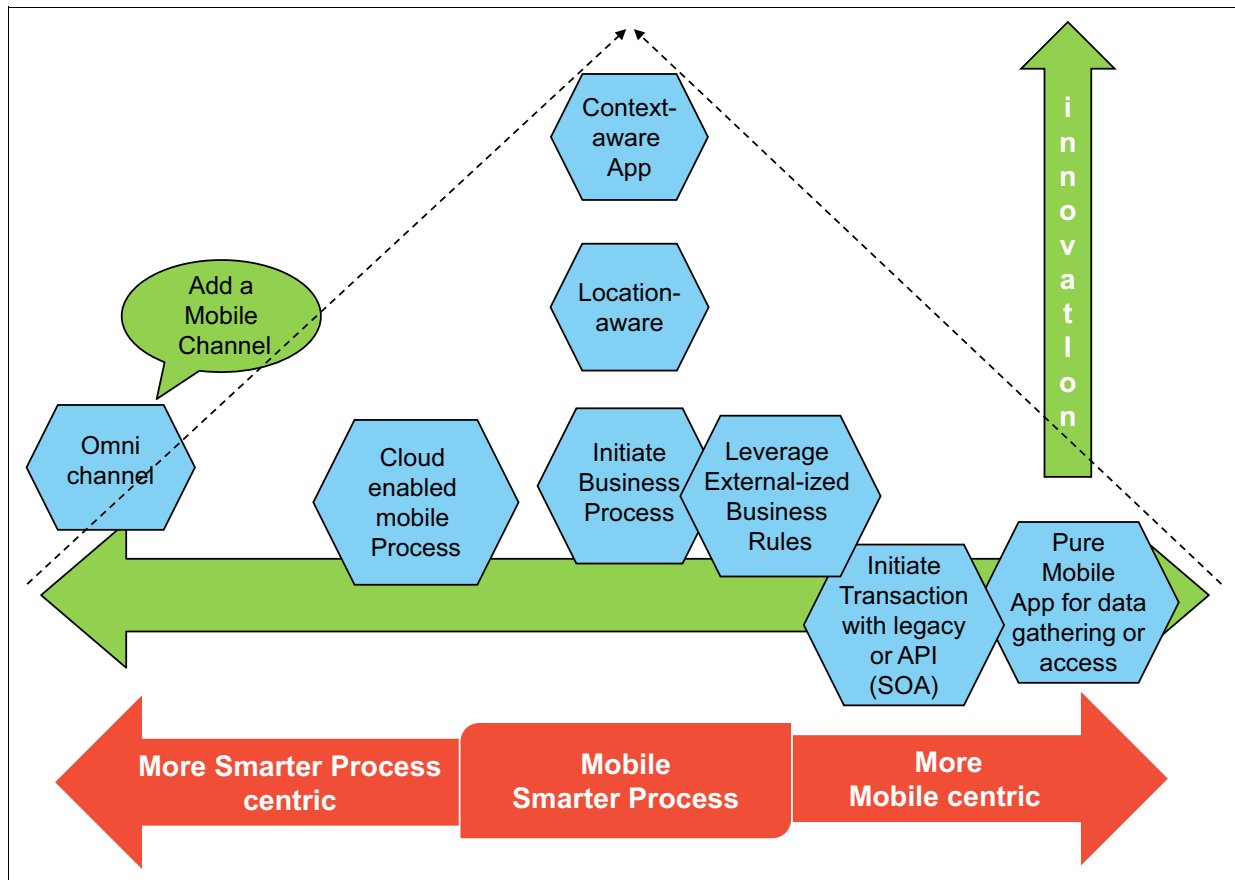 Context-
aware
App
innovatIon
Location-
aware
Add a
Mobile
Channel
Omni
channel
Cloud
enabled
mobile
Process
Initiate
Business
Process
Leverage
External-ized
Business
Rules
Initiate
Transaction
with legacy
or API
(SOA)
Pure
Mobile
App for data
gathering or
access
More Smarter Process
centric
Mobile
Smarter Process
More
Mobile centric